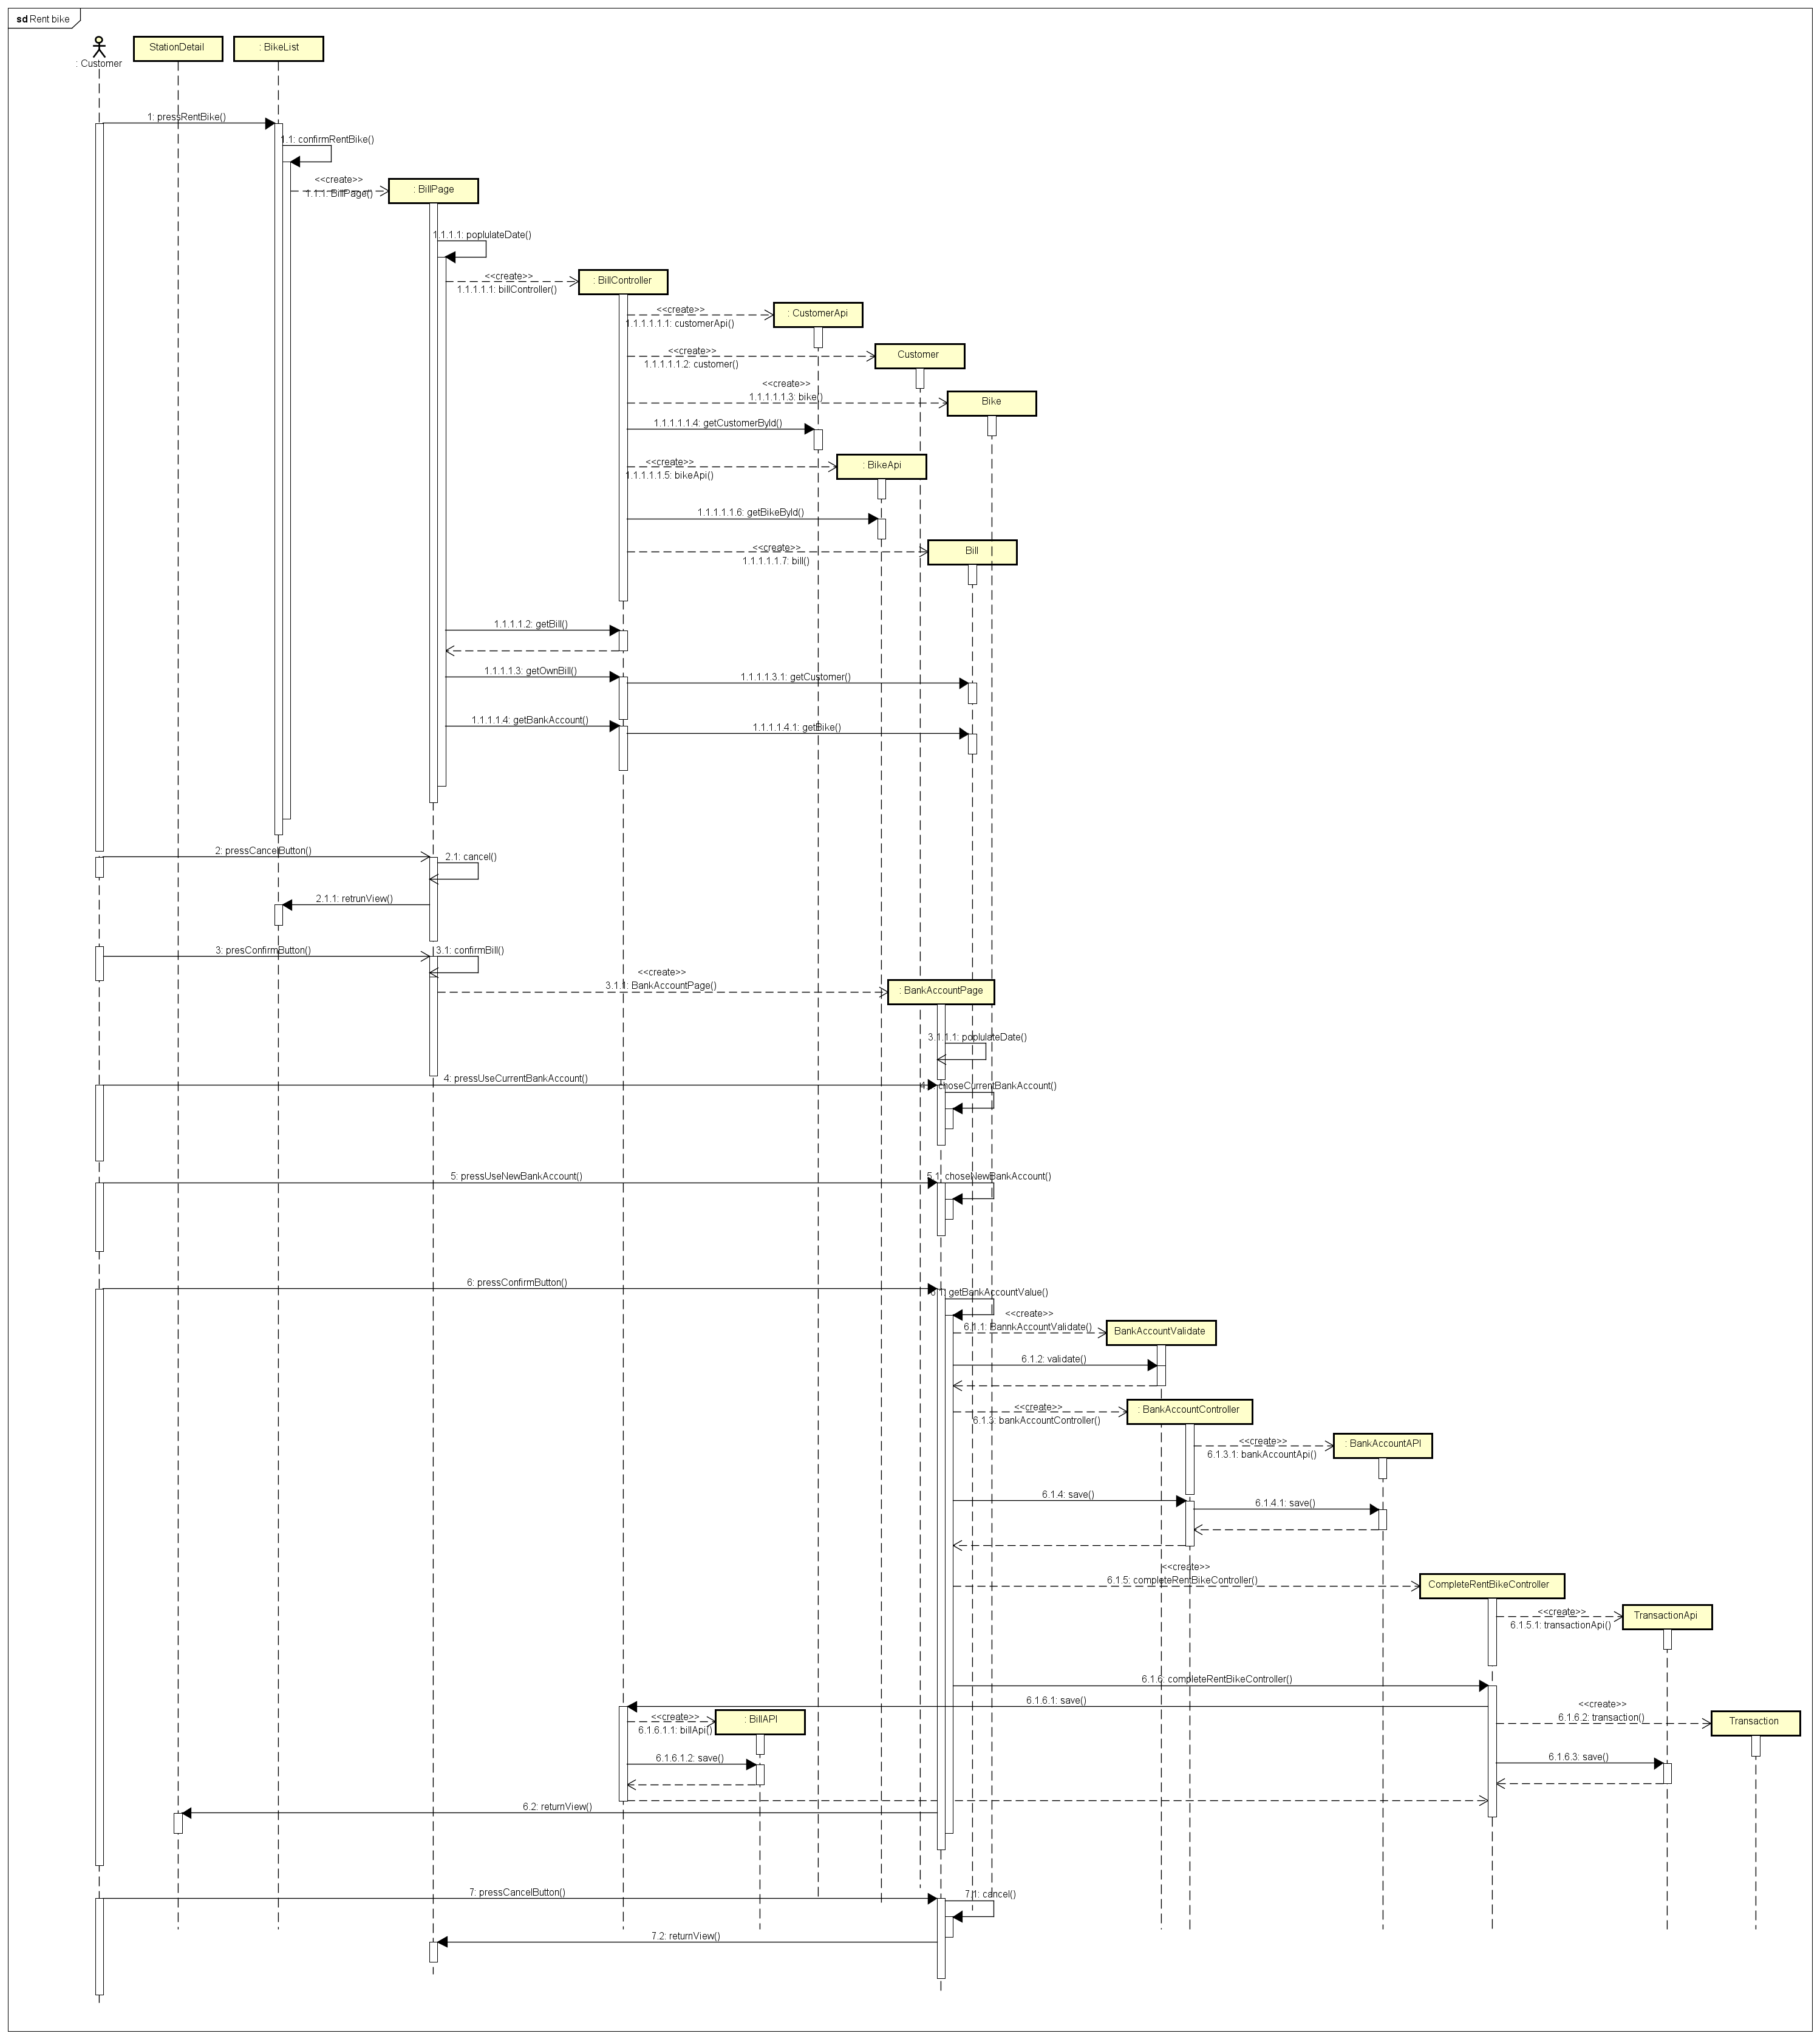 sd Rent bike
: Customer
StationDetail
: BikeList
1: pressRentBike()
1.1: confirmRentBike()
<<create>>
1.1.1: BillPage()
: BillPage
1.1.1.1: poplulateDate()
<<create>>
1.1.1.1.1: billController()
: BillController
<<create>>
1.1.1.1.1.1: customerApi()
: CustomerApi
<<create>>
1.1.1.1.1.2: customer()
Customer
<<create>>
1.1.1.1.1.3: bike()
Bike
1.1.1.1.1.4: getCustomerById()
<<create>>
1.1.1.1.1.5: bikeApi()
: BikeApi
1.1.1.1.1.6: getBikeById()
<<create>>
1.1.1.1.1.7: bill()
Bill
1.1.1.1.2: getBill()
1.1.1.1.3: getOwnBill()
1.1.1.1.3.1: getCustomer()
1.1.1.1.4: getBankAccount()
1.1.1.1.4.1: getBike()
2: pressCancelButton()
2.1: cancel()
2.1.1: retrunView()
3: presConfirmButton()
3.1: confirmBill()
<<create>>
3.1.1: BankAccountPage()
: BankAccountPage
3.1.1.1: poplulateDate()
4: pressUseCurrentBankAccount()
choseCurrentBankAccount()
5: pressUseNewBankAccount()
5.1: choseNewBankAccount()
6: pressConfirmButton()
getBankAccountValue()
<<create>>
6.1.1: BannkAccountValidate()
BankAccountValidate
6.1.2: validate()
<<create>>
6.1.3: bankAccountController()
: BankAccountController
<<create>>
6.1.3.1: bankAccountApi()
: BankAccountAPI
6.1.4: save()
6.1.4.1: save()
<<create>>
6.1.5: completeRentBikeController()
CompleteRentBikeController
<<create>>
6.1.5.1: transactionApi()
TransactionApi
6.1.6: completeRentBikeController()
6.1.6.1: save()
<<create>>
6.1.6.1.1: billApi()
: BillAPI
<<create>>
6.1.6.2: transaction()
Transaction
6.1.6.1.2: save()
6.1.6.3: save()
6.2: returnView()
7: pressCancelButton()
7.1: cancel()
7.2: returnView()